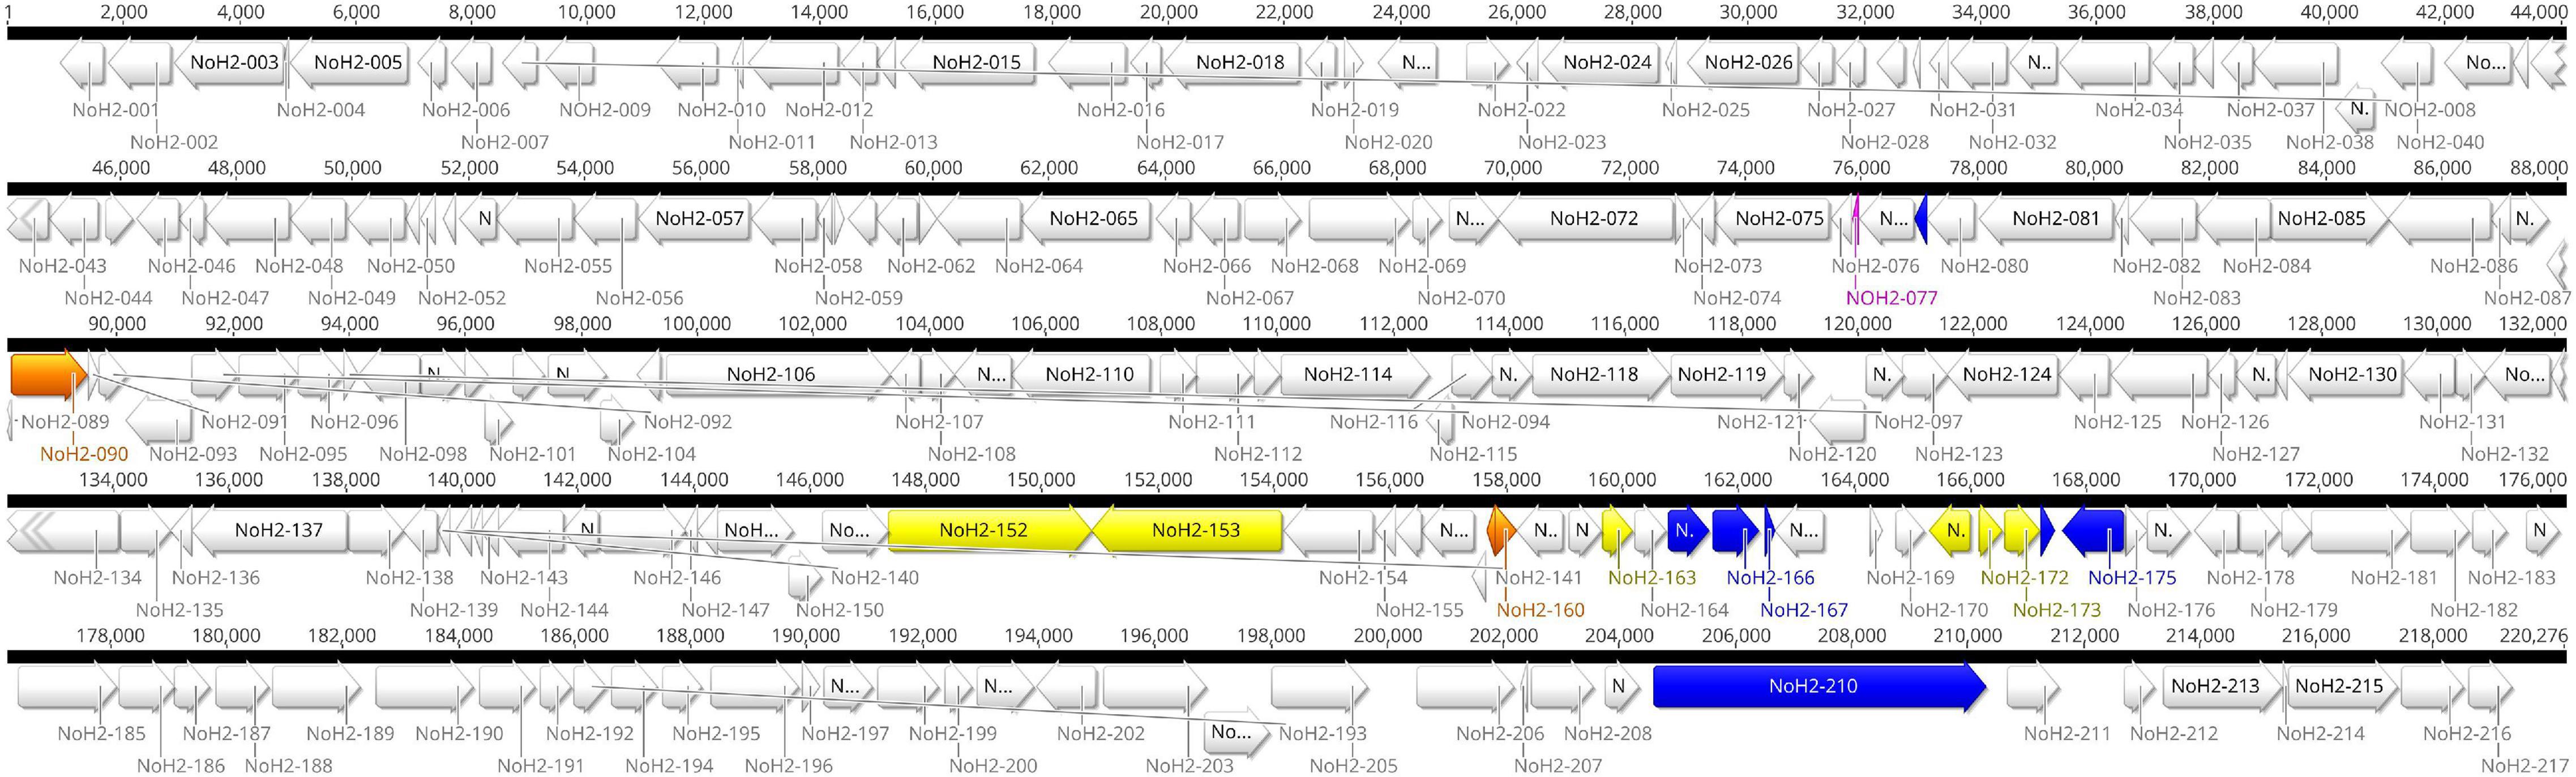 1 2,000 4,000 6,000 8,000 10,000 12,000 14,000 16,000 18,000 20,000 22,000 24,000 26,000 28,000 30,000 32,000 34,000 36,000 38,000 40,000 42,000 44,000
NoH2-003 NoH2-005 NoH2-015 NoH2-018 N... NoH2-024 NoH2-026 N.. No...
NoH2-001 NoH2-004 NoH2-006 NOH2-009 NoH2-010 NoH2-012 NoH2-016 NoH2-019 NoH2-022 NoH2-025 NoH2-027 NoH2-031 NoH2-034 NoH2-037 N. NOH2-008
NoH2-002 NoH2-007 NoH2-011 NoH2-013 NoH2-017 NoH2-020 NoH2-023 NoH2-028 NoH2-032 NoH2-035 NoH2-038 NoH2-040
46,000 48,000 50,000 52,000 54,000 56,000 58,000 60,000 62,000 64,000 66,000 68,000 70,000 72,000 74,000 76,000 78,000 80,000 82,000 84,000 86,000 88,000
N NoH2-057 NoH2-065 N... NoH2-072 NoH2-075 N... NoH2-081 NoH2-085 N.
NoH2-043 NoH2-046 NoH2-048 NoH2-050 NoH2-055 NoH2-058 NoH2-062 NoH2-064 NoH2-066 NoH2-068 NoH2-069 NoH2-073 NoH2-076 NoH2-080 NoH2-082 NoH2-084 NoH2-086
NoH2-044 NoH2-047 NoH2-049 NoH2-052 NoH2-056 NoH2-059 NoH2-067 NoH2-070 NoH2-074 NOH2-077 NoH2-083 NoH2-087
90,000 92,000 94,000 96,000 98,000 100,000 102,000 104,000 106,000 108,000 110,000 112,000 114,000 116,000 118,000 120,000 122,000 124,000 126,000 128,000 130,000 132,000
N.. N.. NoH2-106 N... NoH2-110 NoH2-114 N. NoH2-118 NoH2-119 N. NoH2-124 N. NoH2-130 No...
NoH2-089 NoH2-091 NoH2-096 NoH2-092 NoH2-107 NoH2-111 NoH2-116 NoH2-094 NoH2-121 NoH2-097 NoH2-125 NoH2-126 NoH2-131
NoH2-090 NoH2-093 NoH2-095 NoH2-098 NoH2-101 NoH2-104 NoH2-108 NoH2-112 NoH2-115 NoH2-120 NoH2-123 NoH2-127 NoH2-132
134,000 136,000 138,000 140,000 142,000 144,000 146,000 148,000 150,000 152,000 154,000 156,000 158,000 160,000 162,000 164,000 166,000 168,000 170,000 172,000 174,000 176,000
NoH2-137 N NoH... No... NoH2-152 NoH2-153 N... N... N N. N... N. N. N
NoH2-134 NoH2-136 NoH2-138 NoH2-143 NoH2-146 NoH2-140 NoH2-154 NoH2-141 NoH2-163 NoH2-166 NoH2-169 NoH2-172 NoH2-175 NoH2-178 NoH2-181 NoH2-183
NoH2-135 NoH2-139 NoH2-144 NoH2-147 NoH2-150 NoH2-155 NoH2-160 NoH2-164 NoH2-167 NoH2-170 NoH2-173 NoH2-176 NoH2-179 NoH2-182
178,000 180,000 182,000 184,000 186,000 188,000 190,000 192,000 194,000 196,000 198,000 200,000 202,000 204,000 206,000 208,000 210,000 212,000 214,000 216,000 218,000 220,276
N... N... N NoH2-210 NoH2-213 NoH2-215
NoH2-185 NoH2-187 NoH2-189 NoH2-190 NoH2-192 NoH2-195 NoH2-197 NoH2-199 NoH2-202 No... NoH2-193 NoH2-206 NoH2-208 NoH2-211 NoH2-212 NoH2-214 NoH2-216
NoH2-186 NoH2-188 NoH2-191 NoH2-194 NoH2-196 NoH2-200 NoH2-203 NoH2-205 NoH2-207 NoH2-217